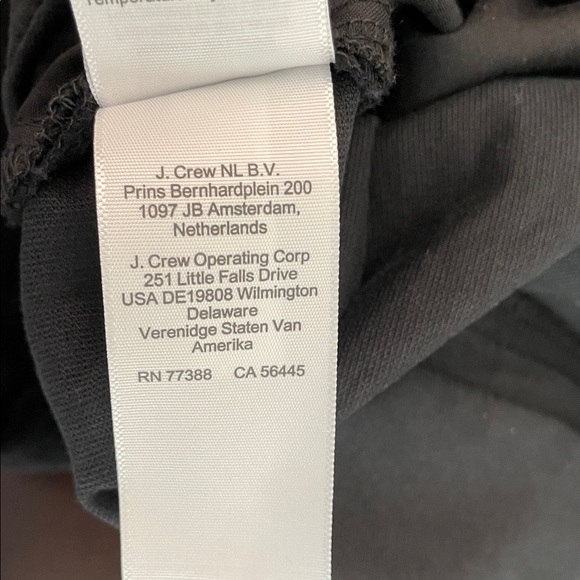 J. Crew NL B.V.
Prins Bernhardplein 200
1097 JB Amsterdam,
Netherlands
J. Crew Operating Corp
251 Little Falls Drive
USA DE19808 Wilmington
Delaware
Verenidge Staten Van
Amerika
RN 77388 CA 56445